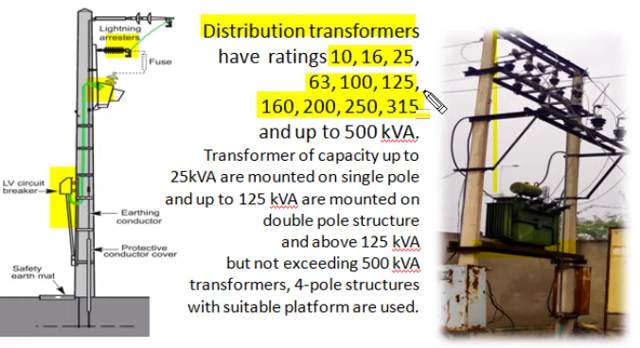 Lightning
arresters
Fuse
LV circuit
breaker
Earthing
conductor
Protective
conductor cover
Safety
earth mat
Distribution transformers
have ratings 10, 16, 25,
63, 100, 125,
160, 200, 250, 315
and up to 500 kVA.
Transformer of capacity up to
25kVA are mounted on single pole
and up to 125 kVA are mounted on
double pole structure
and above 125 kVA
but not exceeding 500 kVA
transformers, 4-pole structures
with suitable platform are used.